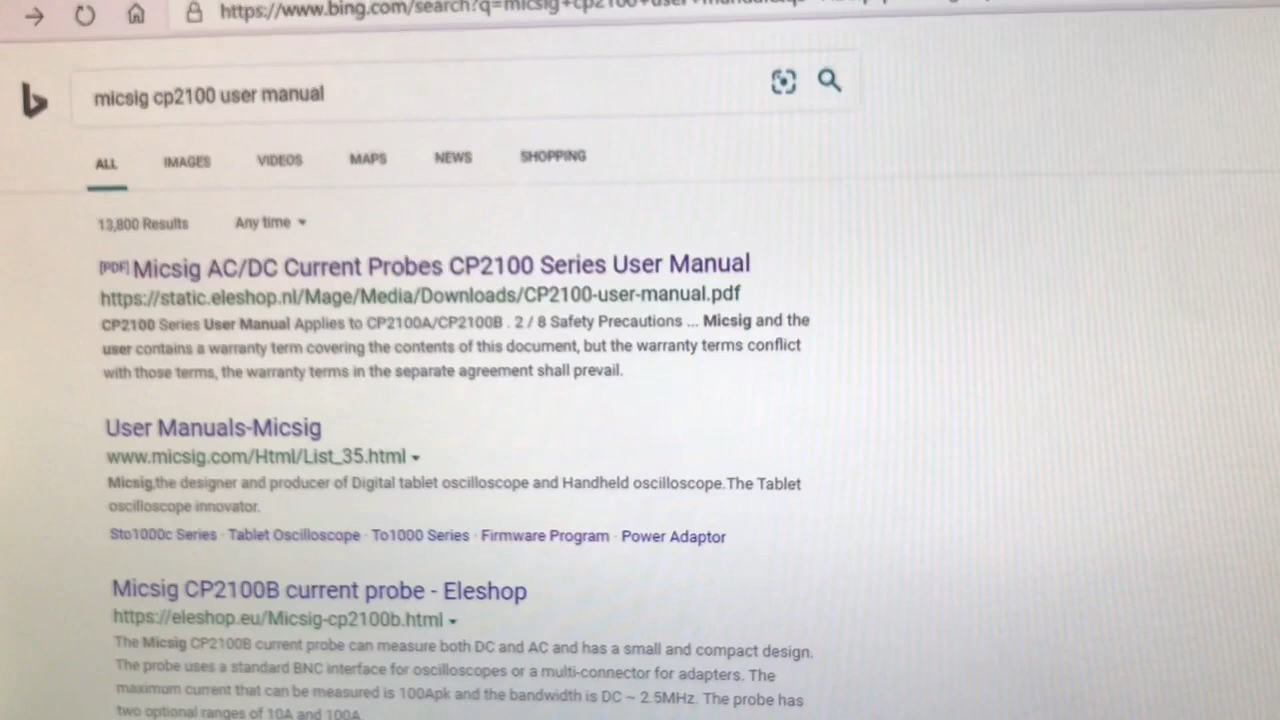 https://www.bing.com/search?q=micsig+cp2100+user+
micsig cp2100 user manual
ALL IMAGES VIDEOS MAPS NEWS SHOPPING
13,800 Results Any time
[PDF] Micsig AC/DC Current Probes CP2100 Series User Manual
https://static.eleshop.nl/Mage/Media/Downloads/CP2100-user-manual.pdf
CP2100 Series User Manual Applies to CP2100A/CP2100B . 2 / 8 Safety Precautions ... Micsig and the
user contains a warranty term covering the contents of this document, but the warranty terms conflict
with those terms, the warranty terms in the separate agreement shall prevail.
User Manuals-Micsig
www.micsig.com/Html/List_35.html
Micsig,the designer and producer of Digital tablet oscilloscope and Handheld oscilloscope.The Tablet
oscilloscope innovator.
Sto1000c Series · Tablet Oscilloscope · To1000 Series · Firmware Program · Power Adaptor
Micsig CP2100B current probe - Eleshop
https://eleshop.eu/Micsig-cp2100b.html
The Micsig CP2100B current probe can measure both DC and AC and has a small and compact design.
The probe uses a standard BNC interface for oscilloscopes or a multi-connector for adapters. The
maximum current that can be measured is 100Apk and the bandwidth is DC ~ 2.5MHz. The probe has
two optional ranges of 10A and 100A